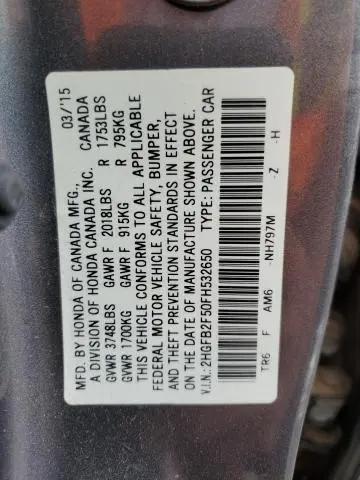 MFD. BY HONDA OF CANADA MFG., 03/'15
A DIVISION OF HONDA CANADA INC. CANADA
GVWR 3748LBS GAWR F 2018LBS R 1753LBS
GVWR 1700KG GAWR F 915KG R 795KG
THIS VEHICLE CONFORMS TO ALL APPLICABLE
FEDERAL MOTOR VEHICLE SAFETY, BUMPER,
AND THEFT PREVENTION STANDARDS IN EFFECT
ON THE DATE OF MANUFACTURE SHOWN ABOVE.
V.I.N.: 2HGFB2F50FH532650 TYPE: PASSENGER CAR
TR6 F AM6 -NH797M -Z -H